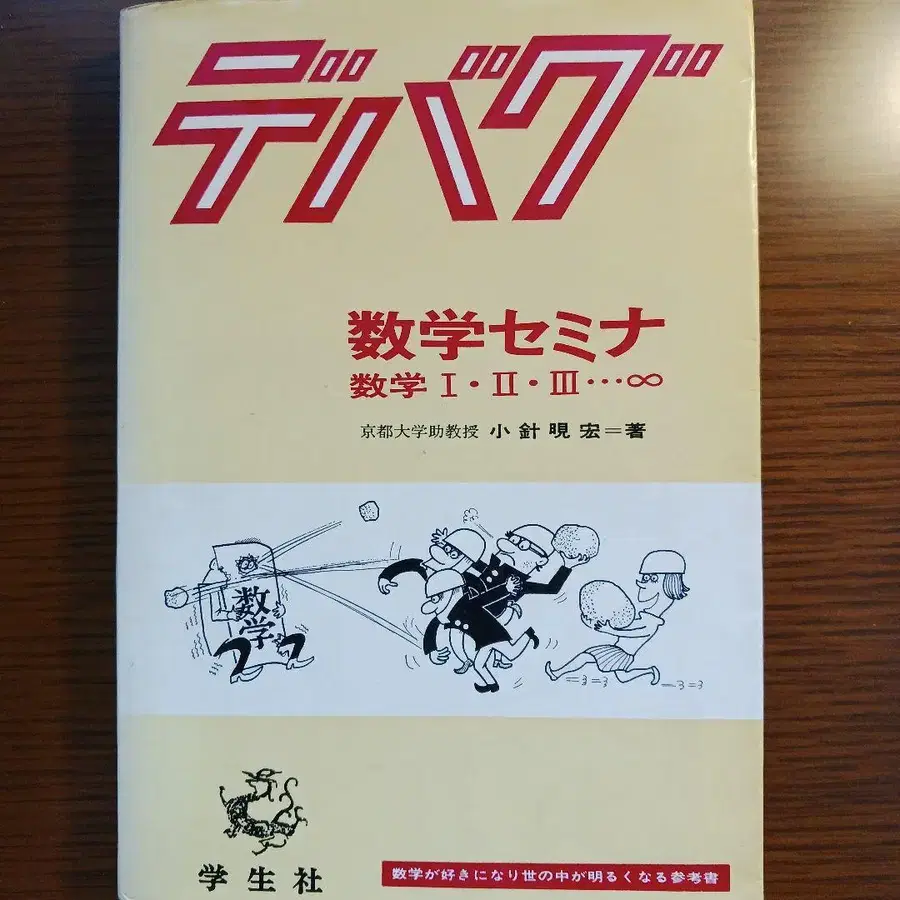 デバグ
数学セミナ
数学 I・II・III…∞
京都大学助教授 小針晛宏＝著
数学
学生社
数学が好きになり世の中が明るくなる参考書